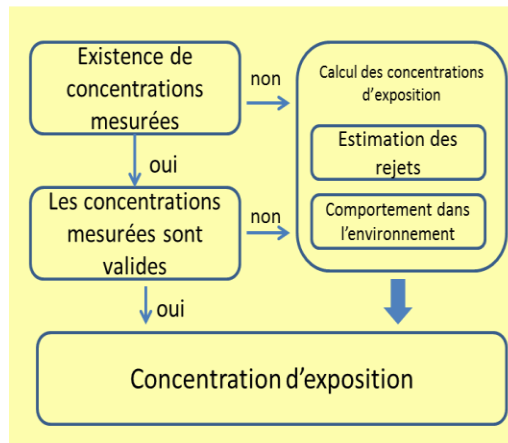 Existence de
concentrations
mesurées
non
Calcul des concentrations
d'exposition
Estimation des
rejets
oui
Les concentrations
mesurées sont
valides
non
Comportement dans
l'environnement
oui
Concentration d'exposition